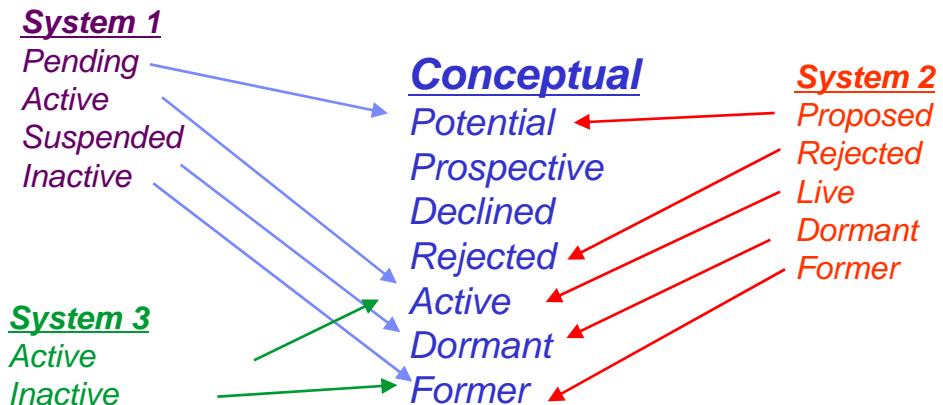 System 1
Pending
Active
Suspended
Inactive
Conceptual
Potential
Prospective
Declined
Rejected
Active
Dormant
Former
System 2
Proposed
Rejected
Live
Dormant
Former
System 3
Active
Inactive